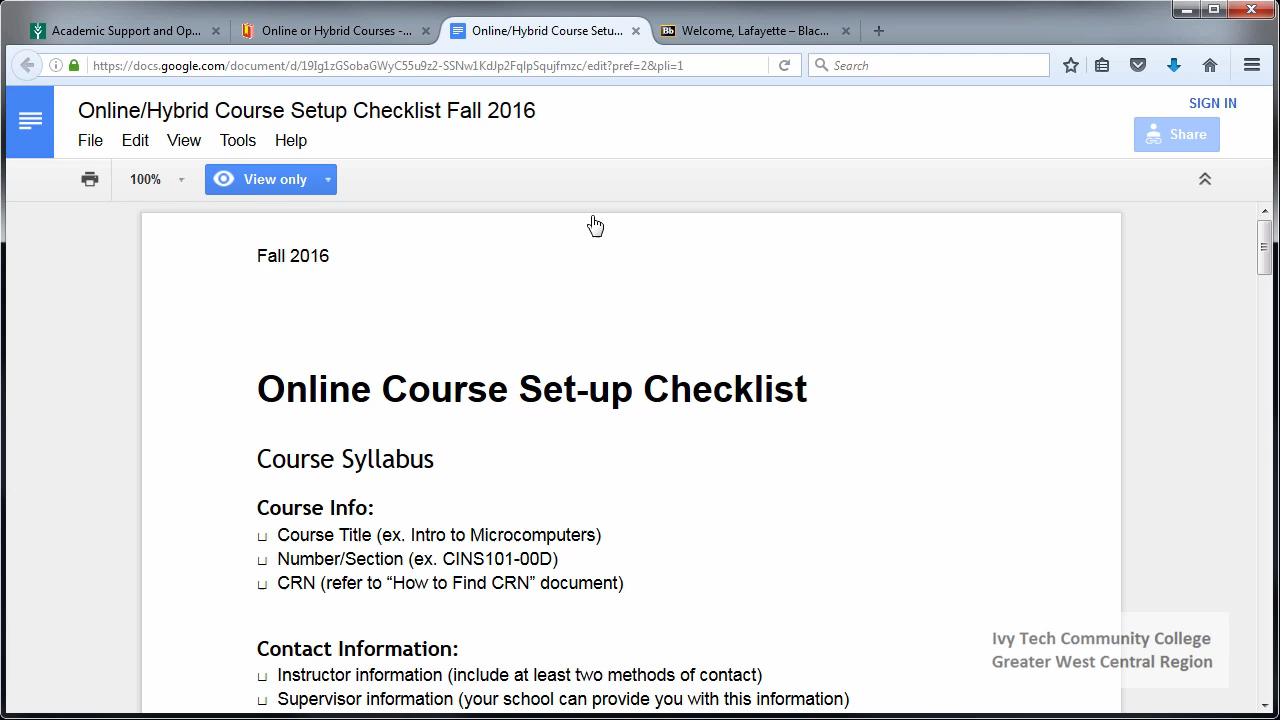 Academic Support and Op...
Online or Hybrid Courses -...
Online/Hybrid Course Setu...
Bb Welcome, Lafayette – Blac...
https://docs.google.com/document/d/19Ig1zGSobaGWyC55u9z2-SSNw1KdJp2FqlpSqujfmzc/edit?pref=2&pli=1
Search
Online/Hybrid Course Setup Checklist Fall 2016
SIGN IN
File Edit View Tools Help
Share
100%
View only
Fall 2016
Online Course Set-up Checklist
Course Syllabus
Course Info:
Course Title (ex. Intro to Microcomputers)
Number/Section (ex. CINS101-00D)
CRN (refer to “How to Find CRN” document)
Contact Information:
Instructor information (include at least two methods of contact)
Supervisor information (your school can provide you with this information)
Ivy Tech Community College
Greater West Central Region